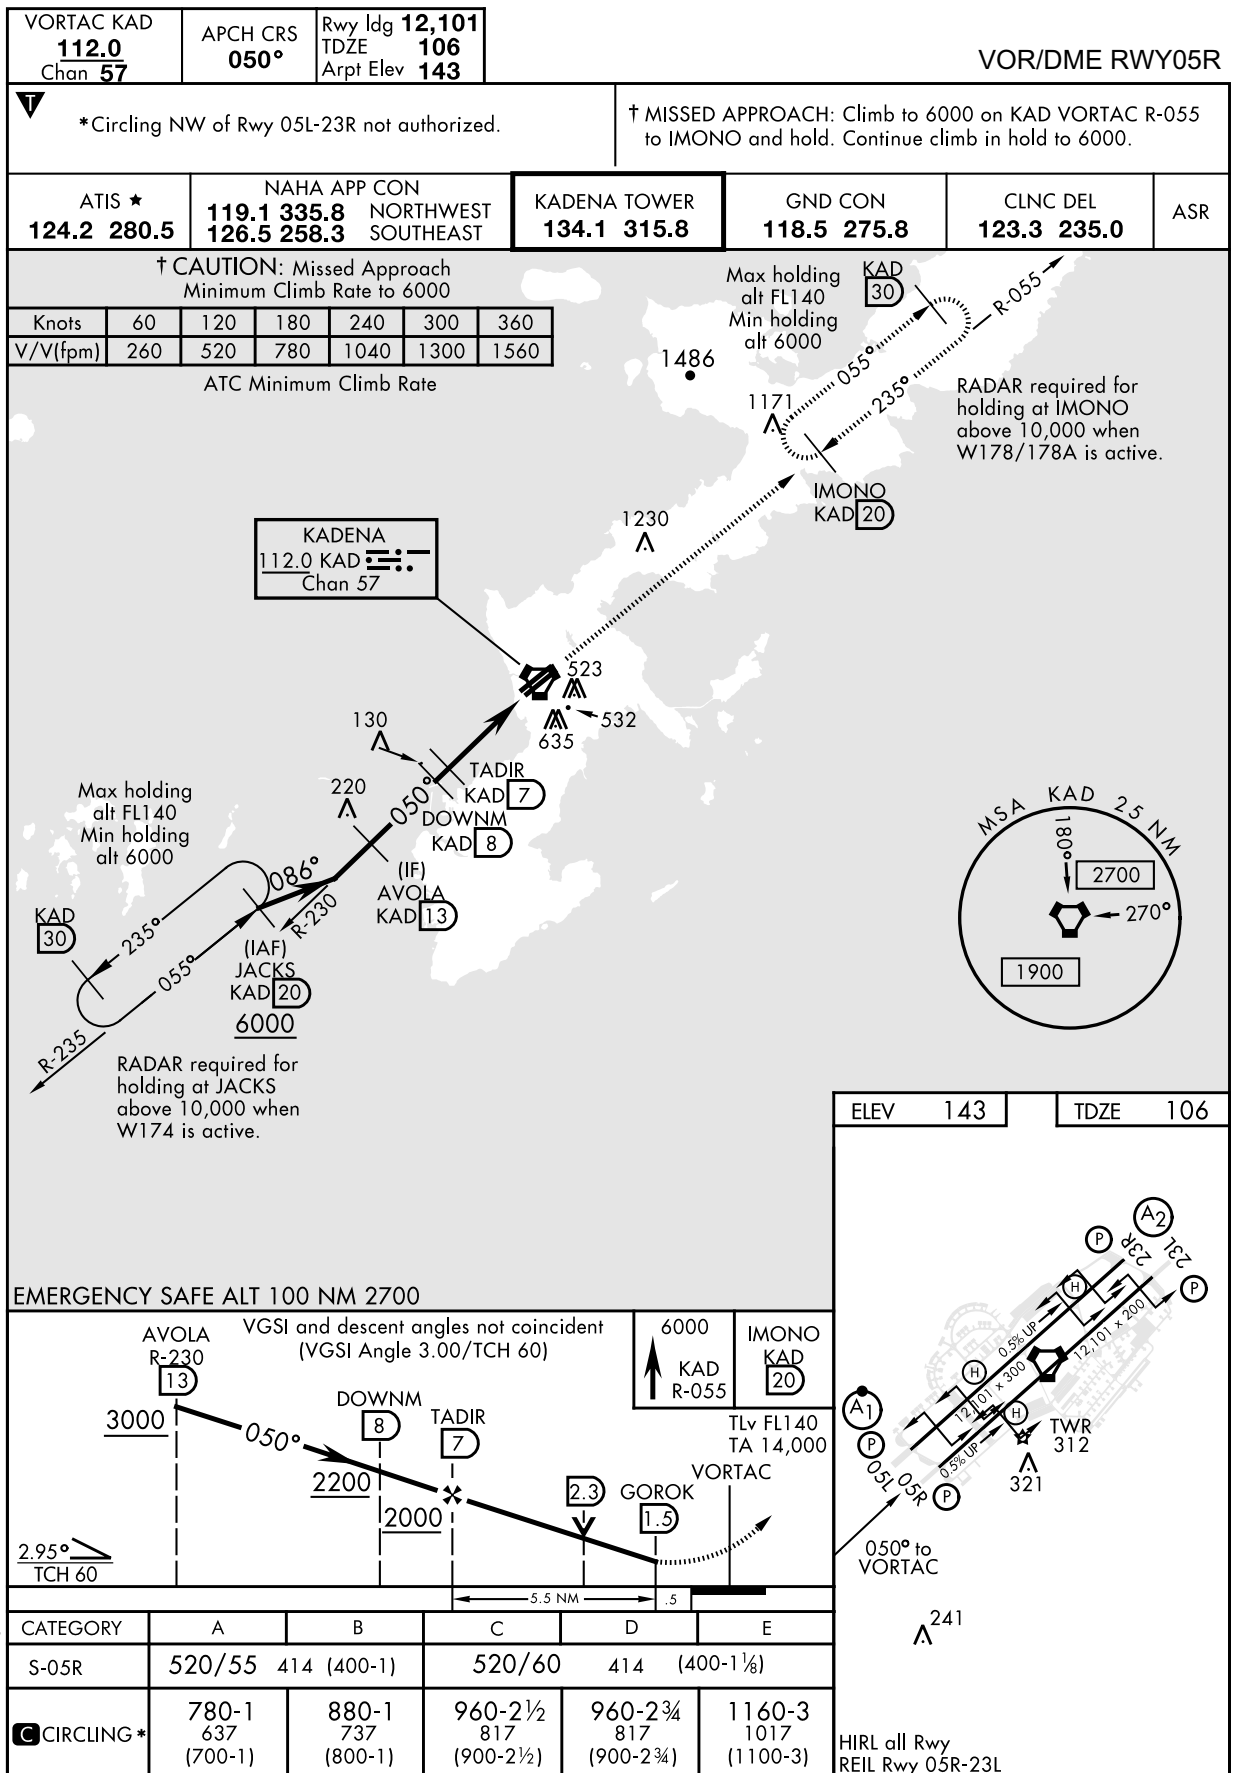 VORTAC KAD
112.0
Chan 57
APCH CRS
050°
Rwy ldg 12,101
TDZE 106
Arpt Elev 143
VOR/DME RWY05R
T
*Circling NW of Rwy 05L-23R not authorized.
† MISSED APPROACH: Climb to 6000 on KAD VORTAC R-055
to IMONO and hold. Continue climb in hold to 6000.
ATIS ★
124.2 280.5
NAHA APP CON
119.1 335.8 NORTHWEST
126.5 258.3 SOUTHEAST
KADENA TOWER
134.1 315.8
GND CON
118.5 275.8
CLNC DEL
123.3 235.0
ASR
† CAUTION: Missed Approach
Minimum Climb Rate to 6000
Knots 60 120 180 240 300 360
V/V(fpm) 260 520 780 1040 1300 1560
ATC Minimum Climb Rate
Max holding
alt FL140
Min holding
alt 6000
KAD
30
R-055
1486
055°
235°
1171
RADAR required for
holding at IMONO
above 10,000 when
W178/178A is active.
IMONO
KAD 20
1230
KADENA
112.0 KAD
Chan 57
523
532
635
130
TADIR
KAD 7
220
050°
DOWNM
KAD 8
Max holding
alt FL140
Min holding
alt 6000
086°
(IF)
AVOLA
KAD 13
R-230
KAD
30
235°
055°
(IAF)
JACKS
KAD 20
6000
R-235
RADAR required for
holding at JACKS
above 10,000 when
W174 is active.
MSA KAD 25 NM
180°
2700
270°
1900
EMERGENCY SAFE ALT 100 NM 2700
ELEV 143
TDZE 106
A2
P
23R
23L
P
H
0.5% UP
12,101 x 200
H
12,101 x 300
H
A1
P
05L
05R
0.5% UP
P
TWR
312
321
050° to
VORTAC
241
HIRL all Rwy
REIL Rwy 05R-23L
AVOLA
R-230
13
VGSI and descent angles not coincident
(VGSI Angle 3.00/TCH 60)
6000
KAD
R-055
IMONO
KAD
20
3000
050°
DOWNM
8
TADIR
7
TLv FL140
TA 14,000
2200
2000
2.3
GOROK
1.5
VORTAC
2.95°
TCH 60
5.5 NM
.5
CATEGORY A B C D E
S-05R 520/55 414 (400-1) 520/60 414 (400-1⅛)
C CIRCLING* 780-1 880-1 960-2½ 960-2¾ 1160-3
637 737 817 817 1017
(700-1) (800-1) (900-2½) (900-2¾) (1100-3)